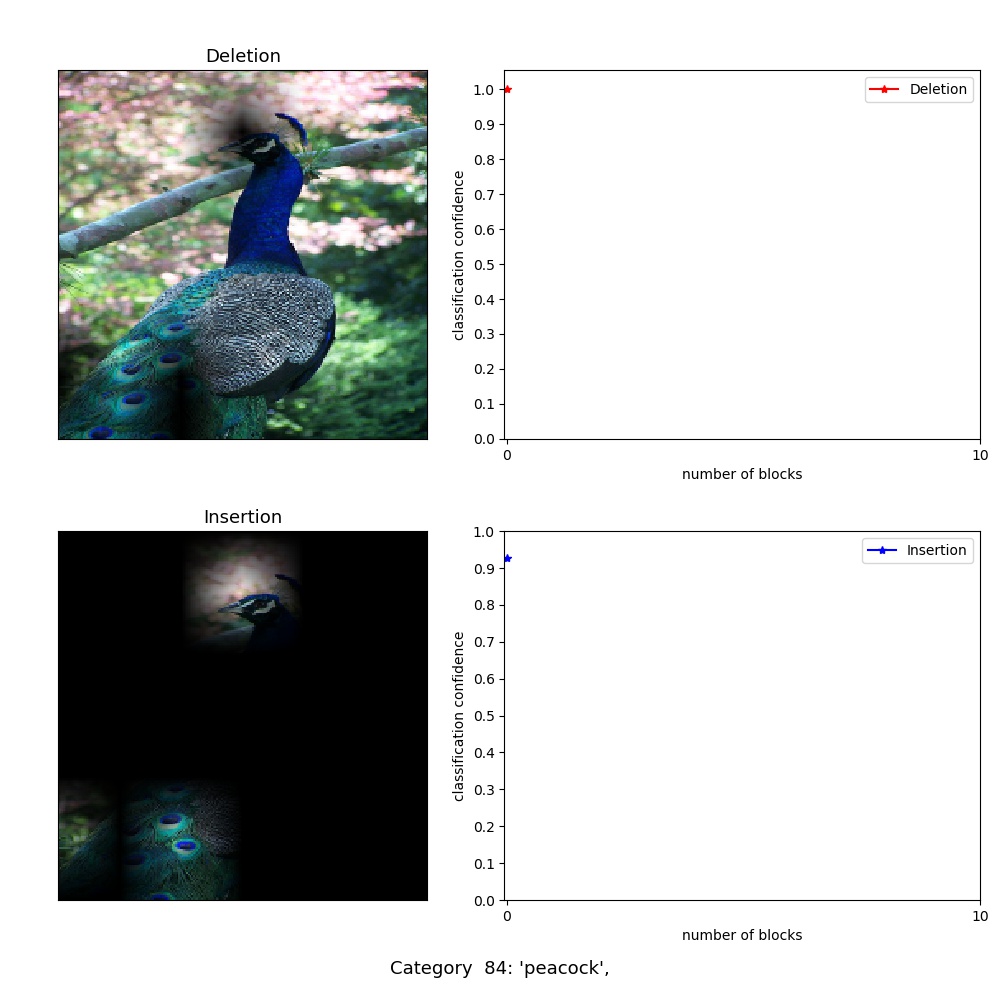 Deletion
1.0
0.9
0.8
0.7
0.6
0.5
0.4
0.3
0.2
0.1
0.0
classification confidence
Deletion
0
10
number of blocks
Insertion
1.0
0.9
0.8
0.7
0.6
0.5
0.4
0.3
0.2
0.1
0.0
classification confidence
Insertion
0
10
number of blocks
Category  84: 'peacock',